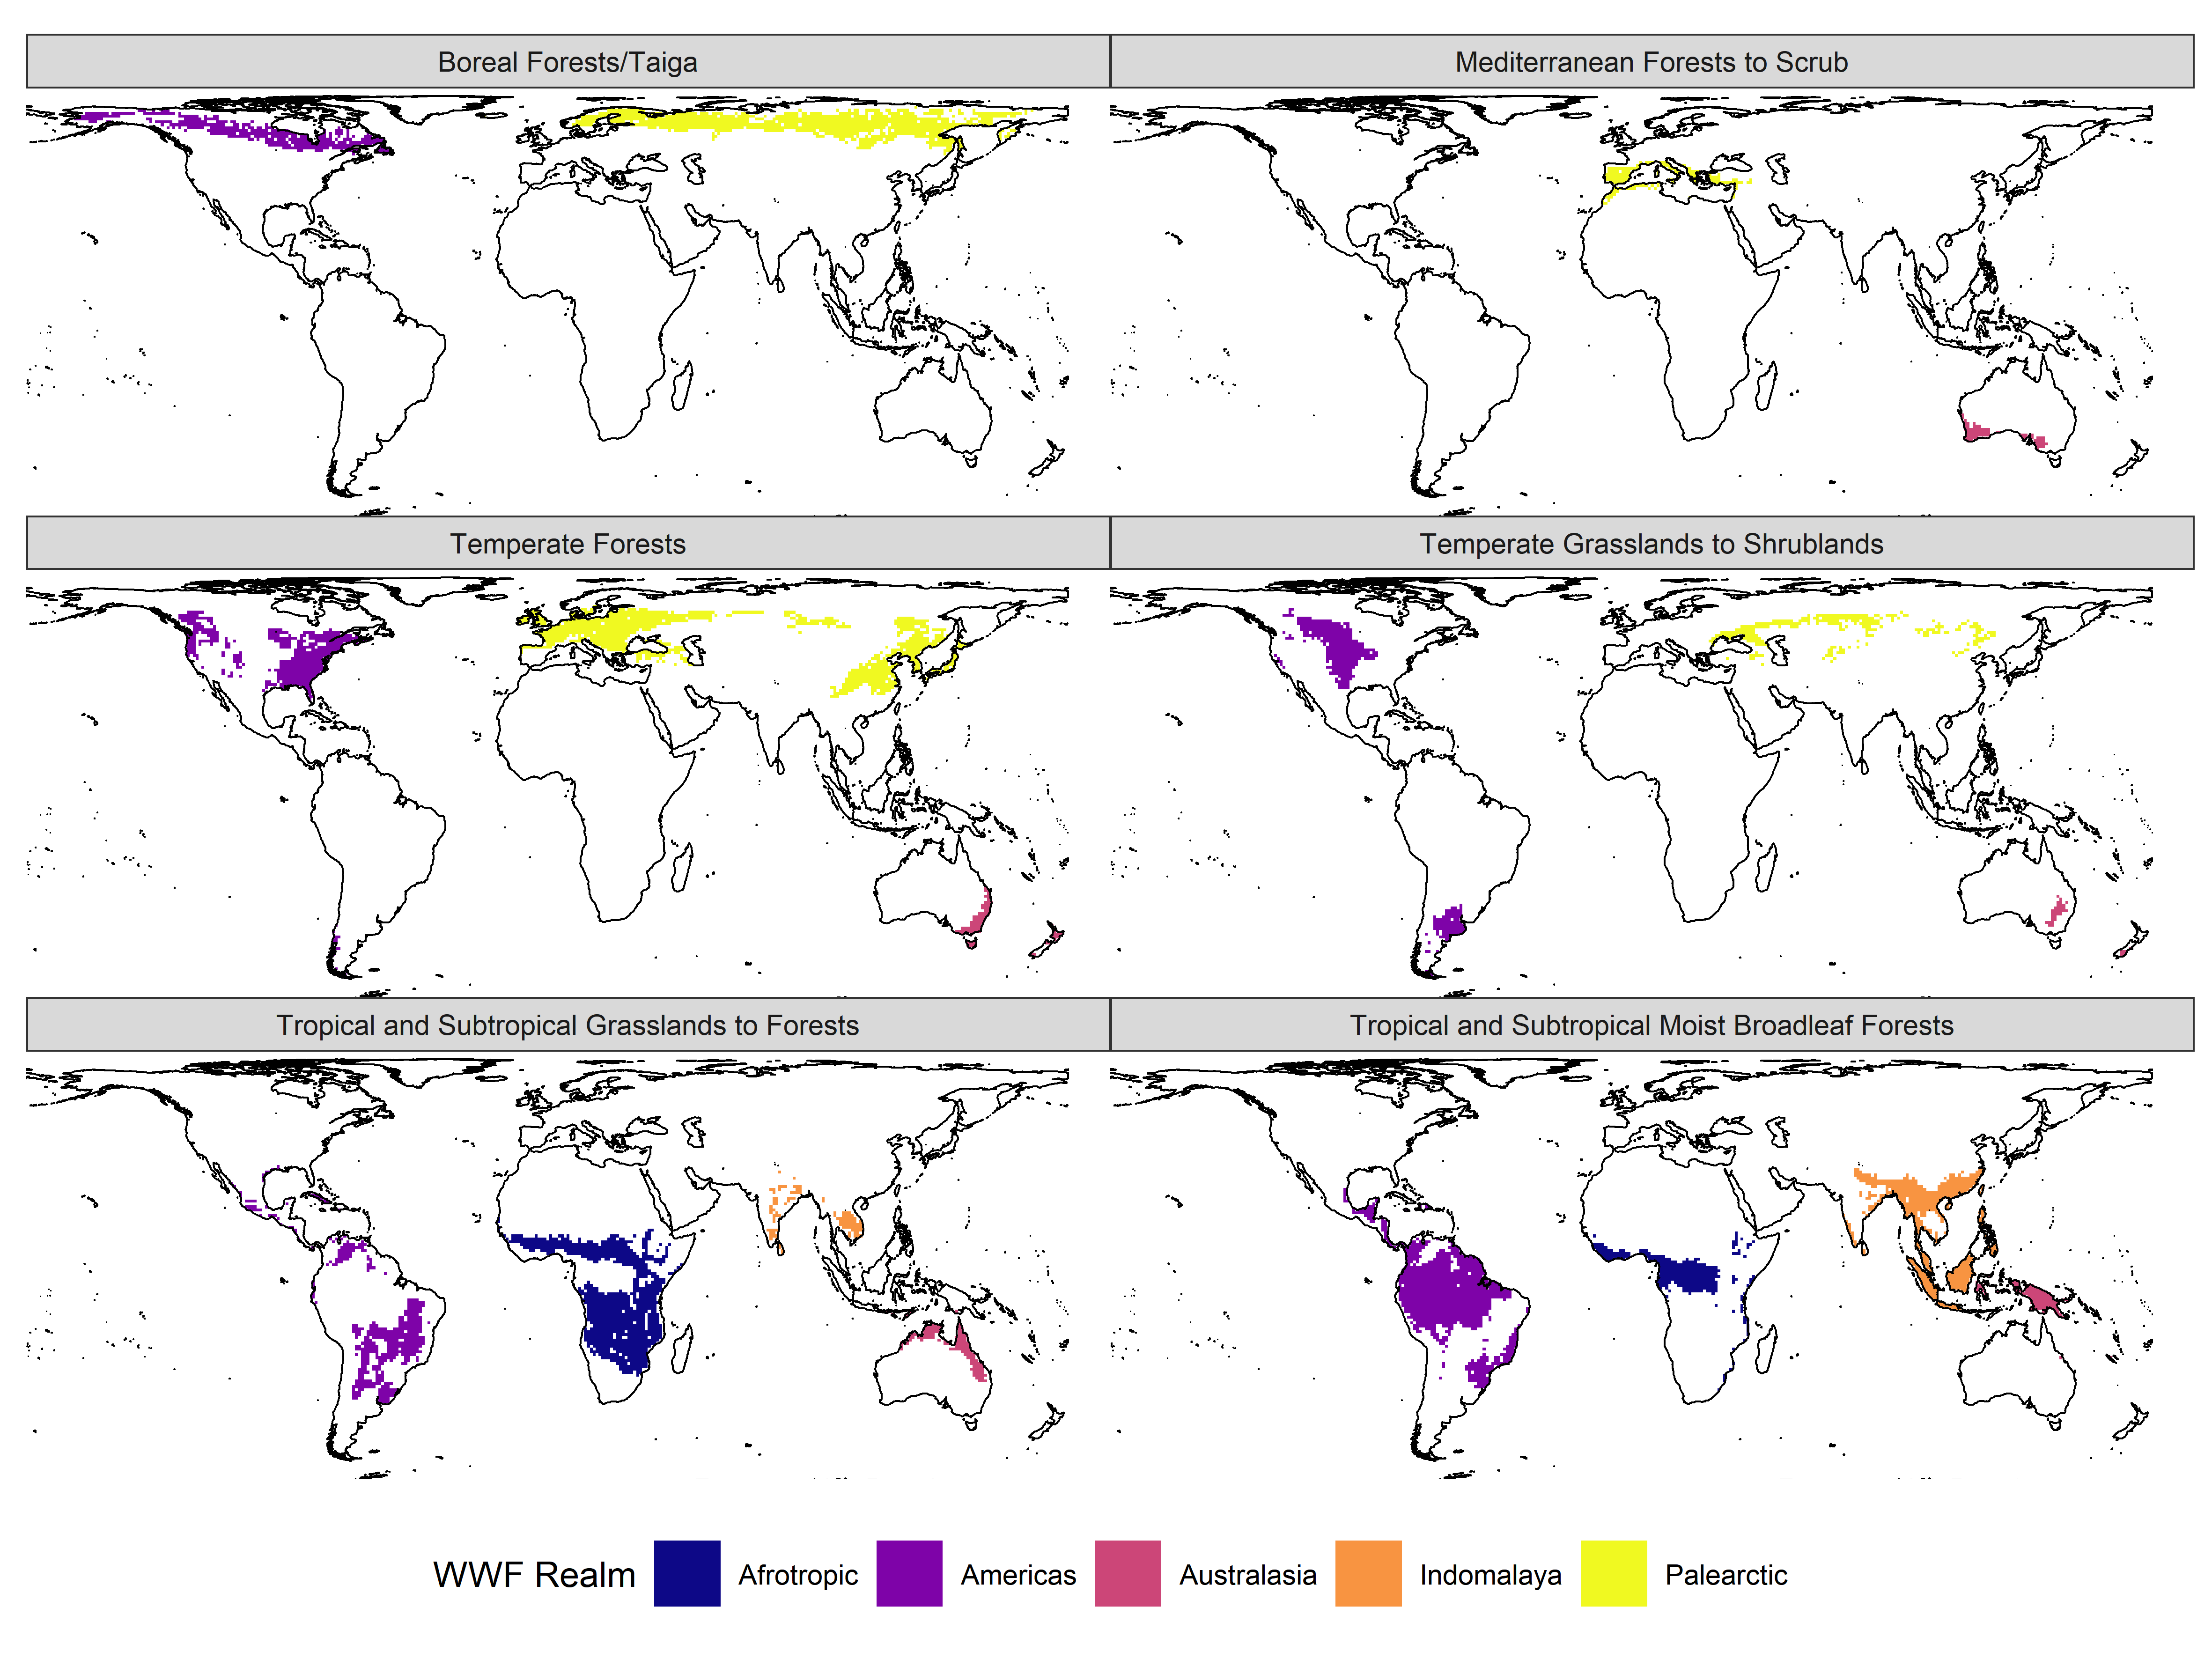 Boreal Forests/Taiga
Mediterranean Forests to Scrub
Temperate Forests
Temperate Grasslands to Shrublands
Tropical and Subtropical Grasslands to Forests
Tropical and Subtropical Moist Broadleaf Forests
WWF Realm Afrotropic Americas Australasia Indomalaya Palearctic